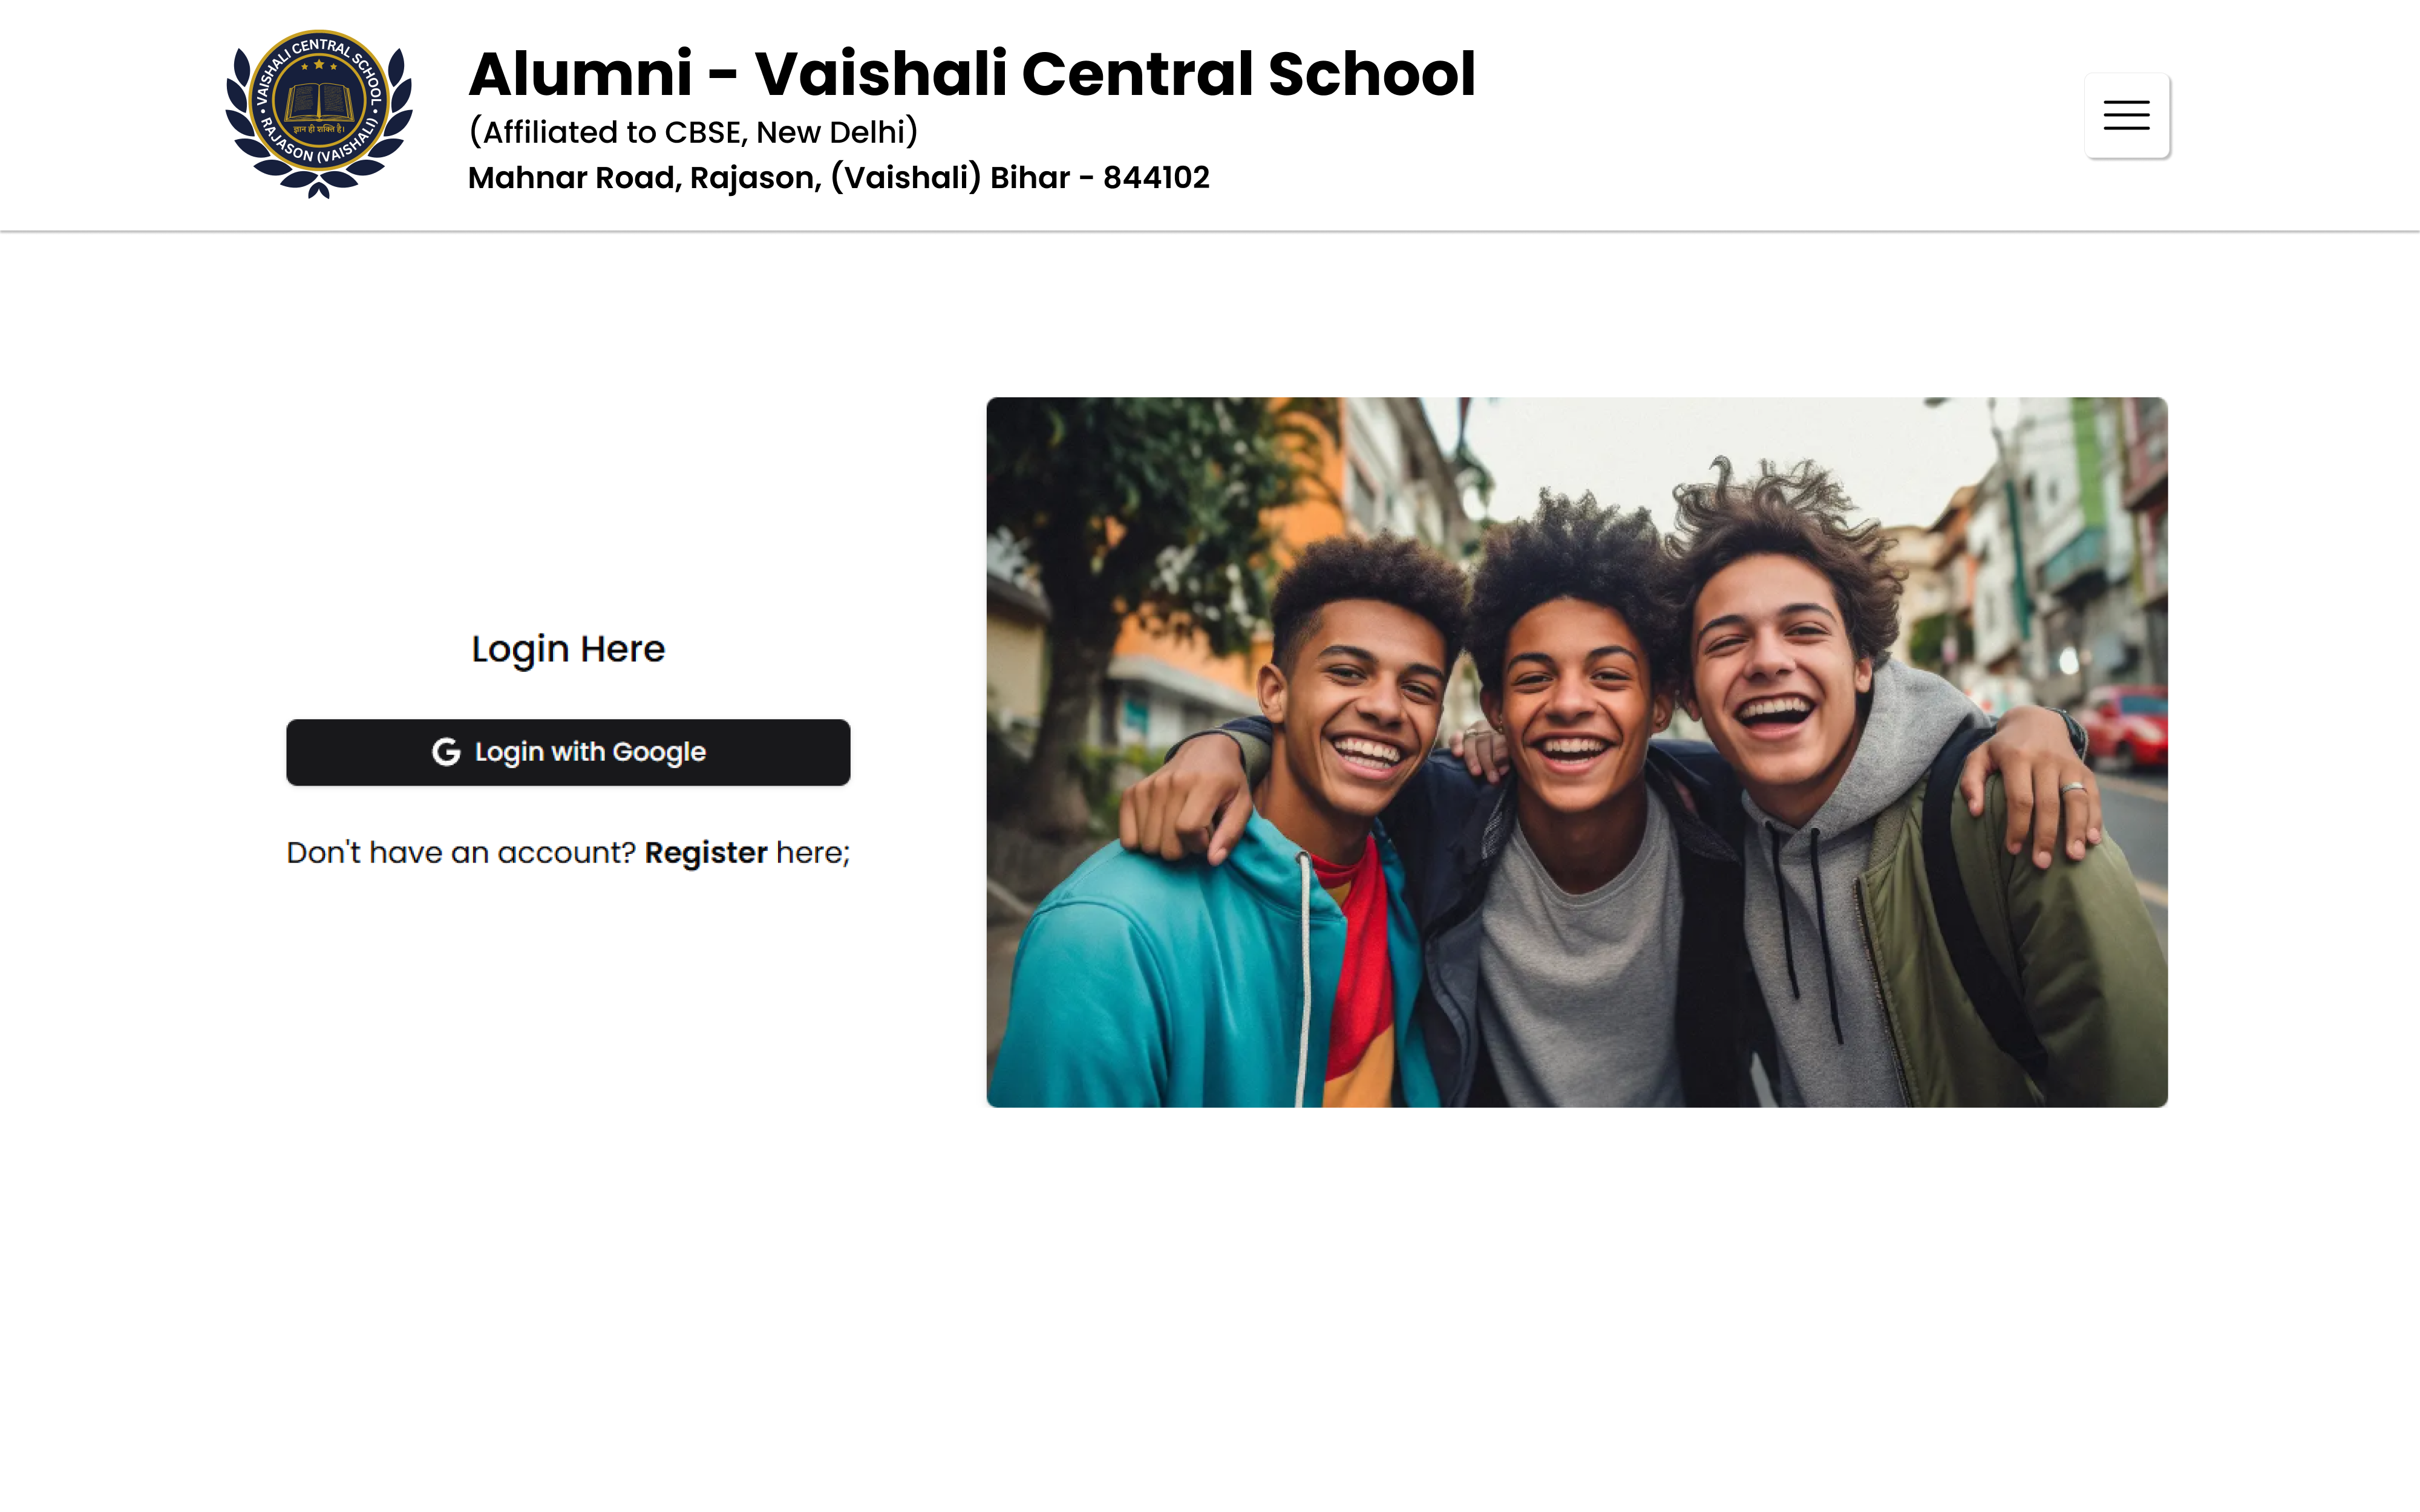 VAISHALI CENTRAL SCHOOL
ज्ञान ही शक्ति है।
RAJASON (VAISHALI)
Alumni - Vaishali Central School
(Affiliated to CBSE, New Delhi)
Mahnar Road, Rajason, (Vaishali) Bihar - 844102
Login Here
G Login with Google
Don't have an account? Register here;